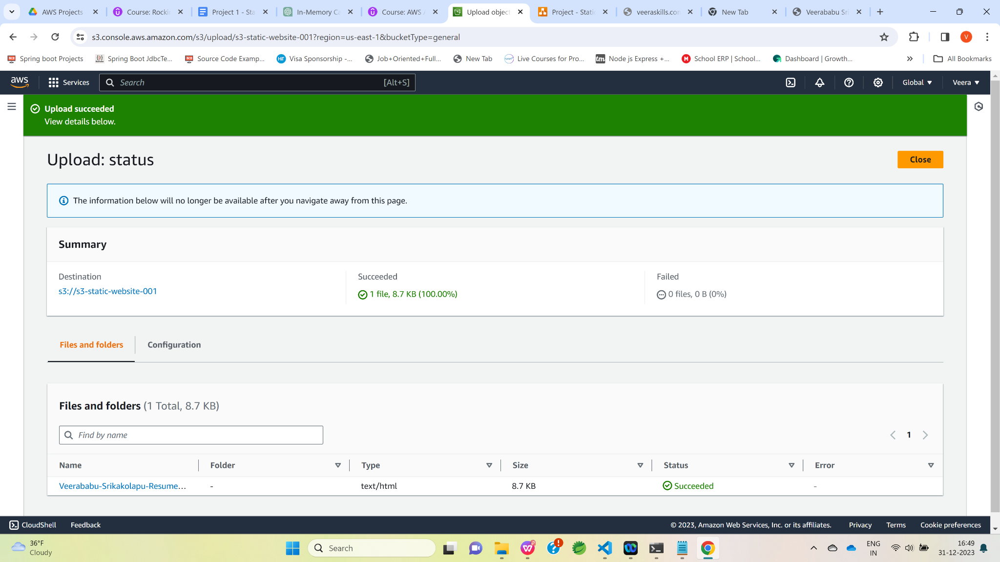 AWS Projects
Course: Rockin
Project 1 - Sta
In-Memory Ca
Course: AWS A
Upload object
Project - Static
veeraskills.com
New Tab
Veerababu Sri
s3.console.aws.amazon.com/s3/upload/s3-static-website-001?region=us-east-1&bucketType=general
V
Spring boot Projects
Spring Boot JdbcTe...
Source Code Examp...
Visa Sponsorship -...
Job+Oriented+Full...
New Tab
Live Courses for Pro...
Node js Express +...
School ERP | School...
Dashboard | Growth...
»
All Bookmarks
aws
Services
Search
[Alt+S]
Global
Veera
Upload succeeded
View details below.
Upload: status
Close
The information below will no longer be available after you navigate away from this page.
Summary
Destination
s3://s3-static-website-001
Succeeded
1 file, 8.7 KB (100.00%)
Failed
0 files, 0 B (0%)
Files and folders
Configuration
Files and folders (1 Total, 8.7 KB)
Find by name
1
Name
Folder
Type
Size
Status
Error
Veerababu-Srikakolapu-Resume...
-
text/html
8.7 KB
Succeeded
-
CloudShell
Feedback
© 2023, Amazon Web Services, Inc. or its affiliates.
Privacy
Terms
Cookie preferences
36°F
Cloudy
Search
ENG
IN
16:49
31-12-2023